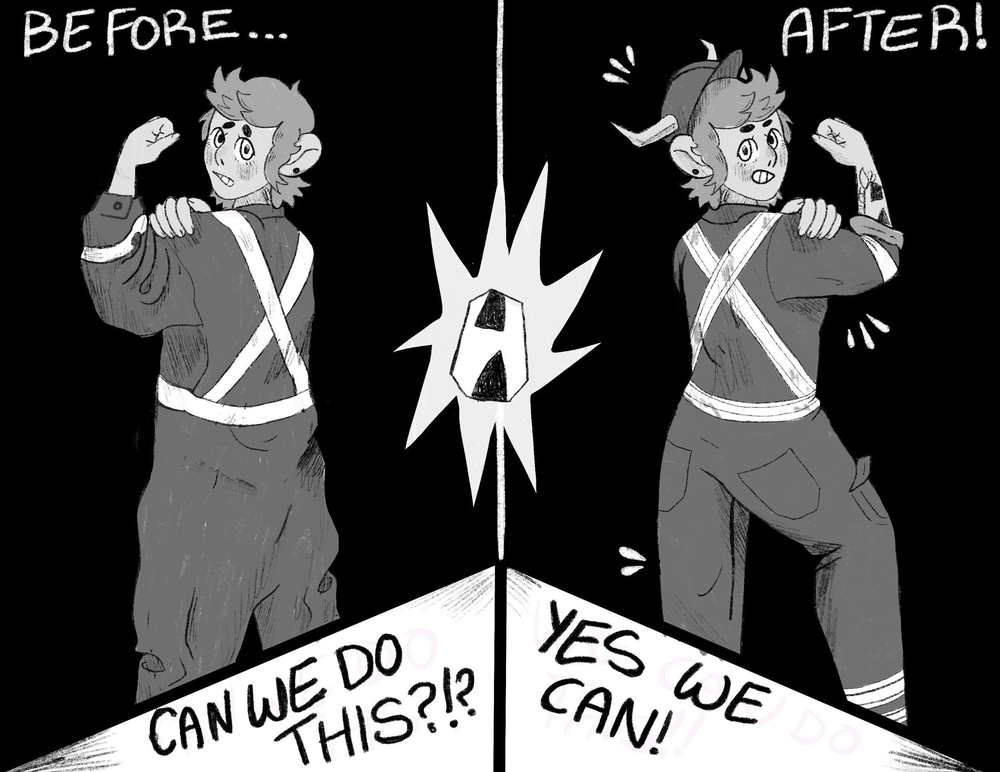 BEFORE...
AFTER!
CAN WE DO
THIS?!?
YES WE
CAN!